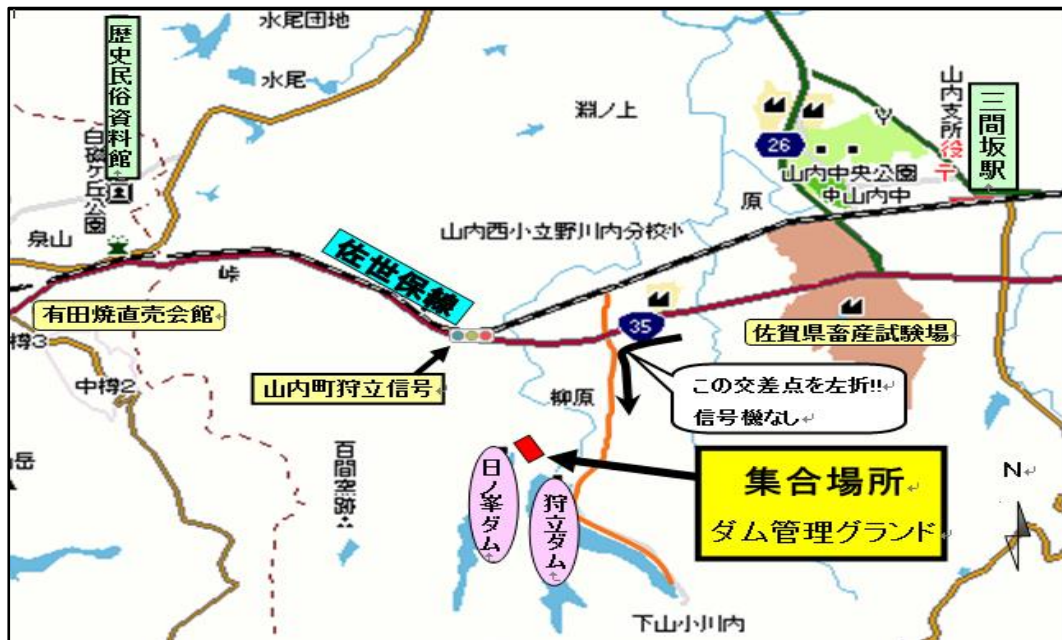 水尾団地
歴史民俗資料館
水尾
淵ノ上
山内支所
役
〒
三間坂駅
26
山内中央公園
中山内中
原
白磁ヶ丘公園
泉山
山内西小立野川内分校小
峠
佐世保線
有田焼直売会館
35
佐賀県畜産試験場
中樽3
中樽2
山内町狩立信号
この交差点を左折!!
信号機なし
柳原
岳
百間窯跡
日ノ峯ダム
狩立ダム
集合場所
ダム管理グランド
N
下山小川内